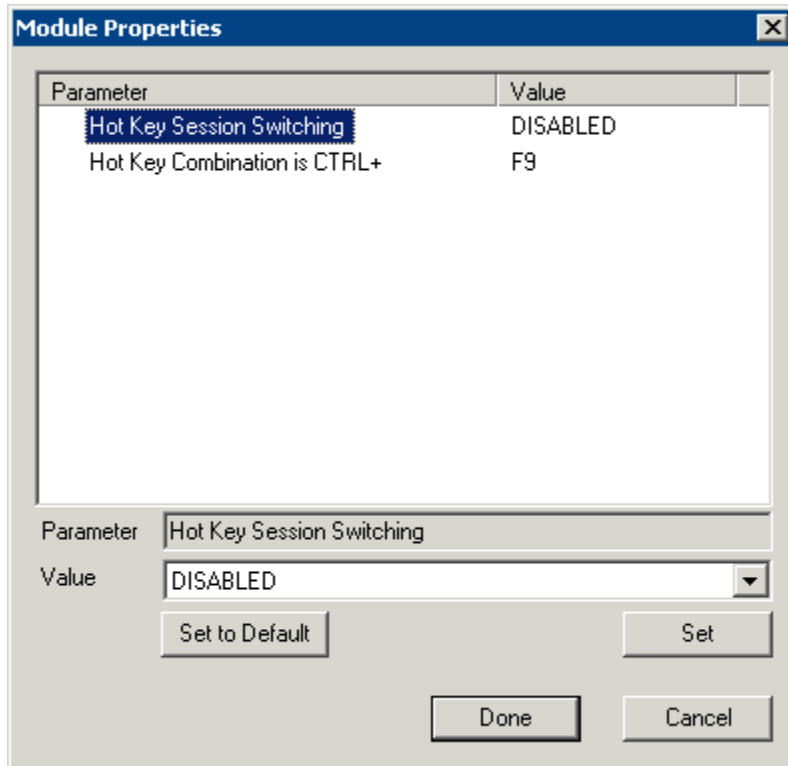 Module Properties
Parameter Value
Hot Key Session Switching DISABLED
Hot Key Combination is CTRL+ F9
Parameter Hot Key Session Switching
Value DISABLED
Set to Default Set
Done Cancel